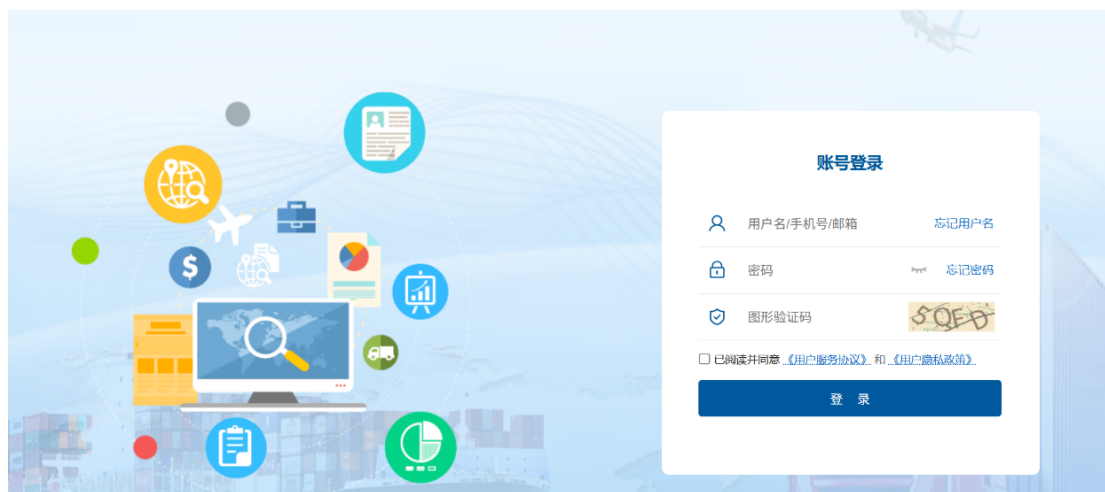 账号登录
用户名/手机号/邮箱 忘记用户名
密码 忘记密码
图形验证码 SQFD
已阅读并同意 《用户服务协议》 和 《用户隐私政策》
登 录